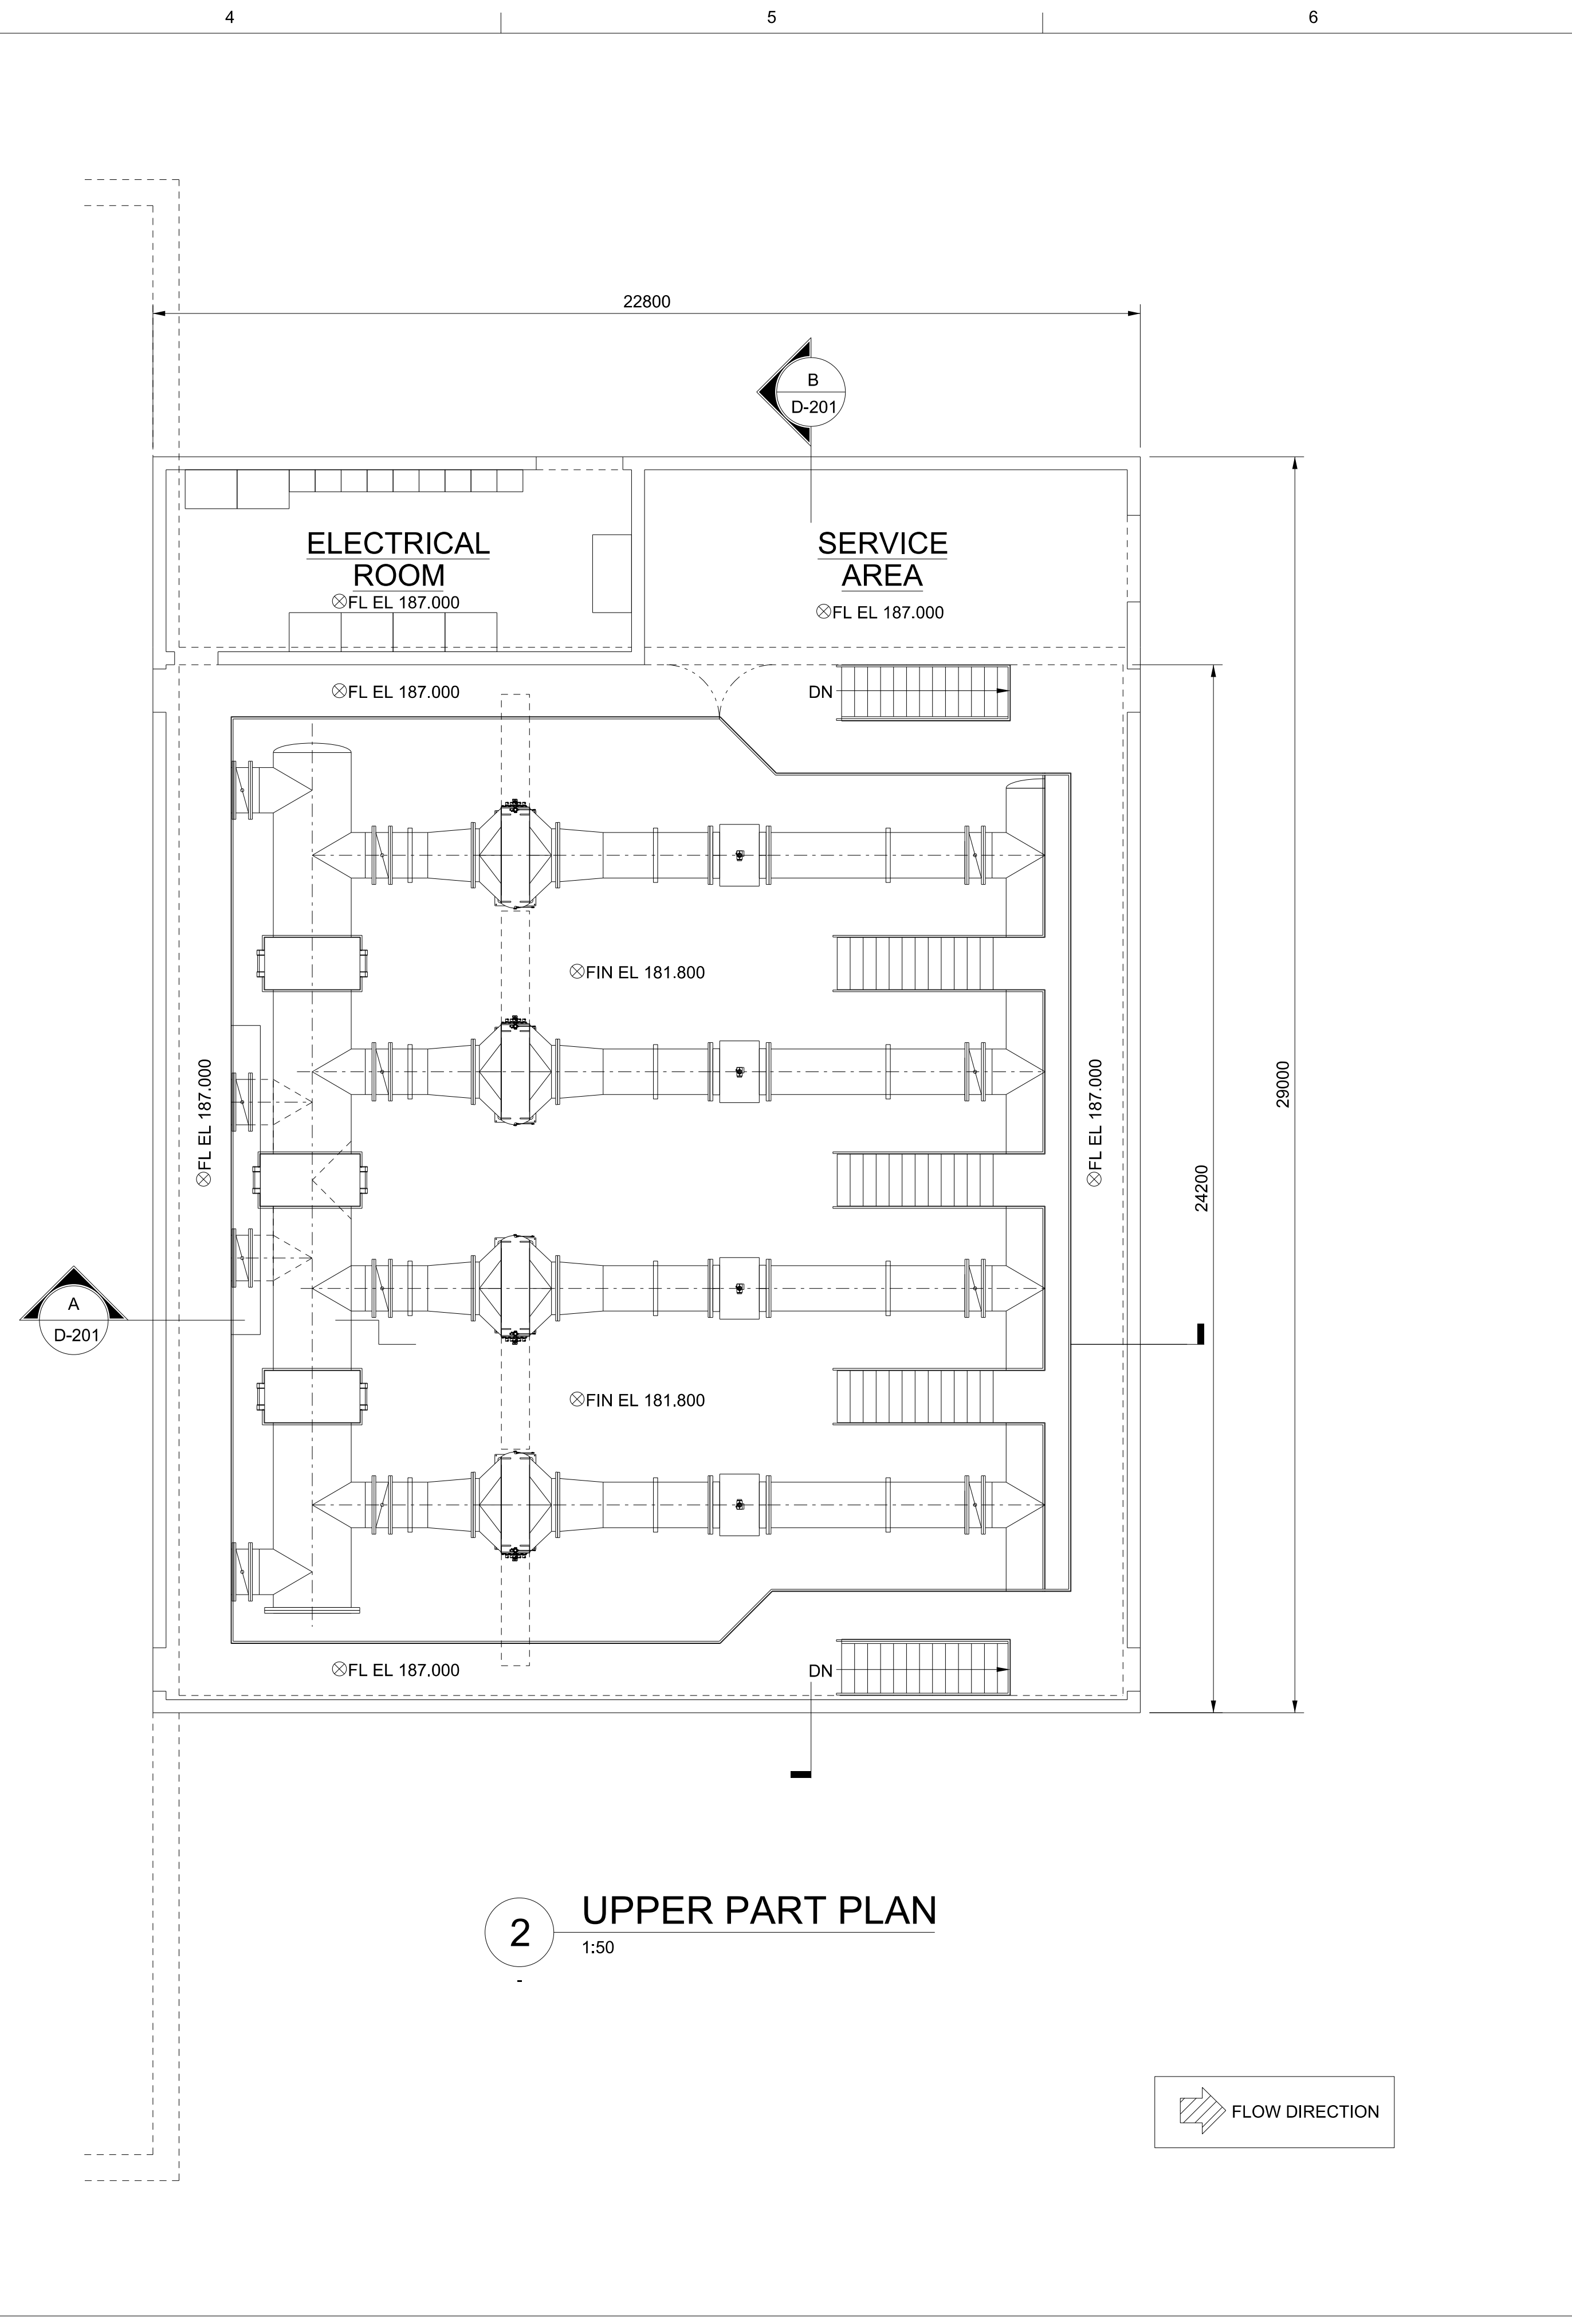 4
5
6
22800
B
D-201
ELECTRICAL
ROOM
FL EL 187.000
SERVICE
AREA
FL EL 187.000
FL EL 187.000
DN
FIN EL 181.800
FL EL 187.000
FL EL 187.000
29000
24200
A
D-201
FIN EL 181.800
FL EL 187.000
DN
2
UPPER PART PLAN
1:50
-
FLOW DIRECTION